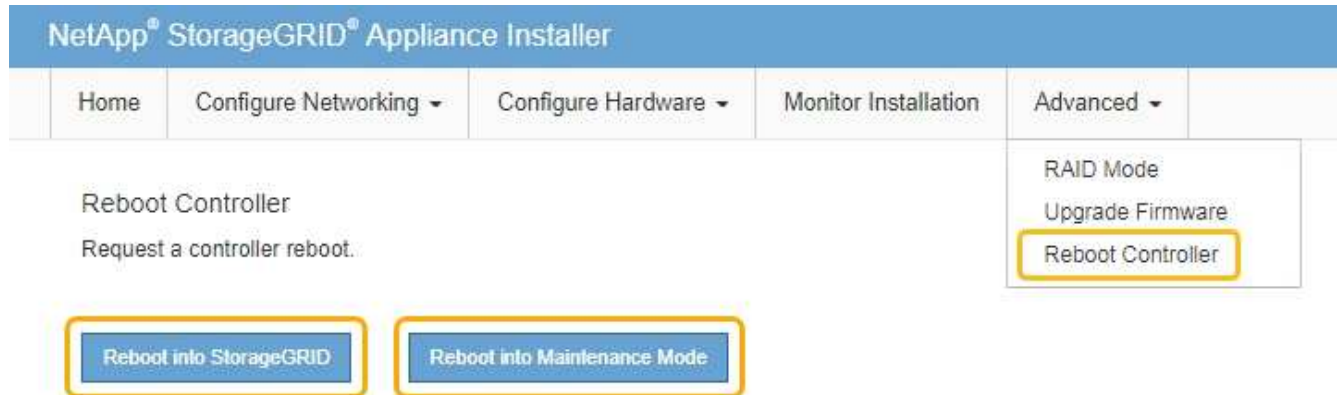 NetApp® StorageGRID® Appliance Installer
Home Configure Networking Configure Hardware Monitor Installation Advanced
RAID Mode
Upgrade Firmware
Reboot Controller
Reboot Controller
Request a controller reboot.
Reboot into StorageGRID Reboot into Maintenance Mode